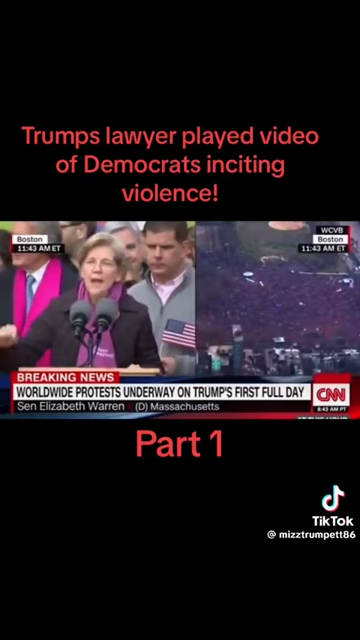 Trumps lawyer played video
of Democrats inciting
violence!
Boston
11:43 AM ET
WCVB
Boston
11:43 AM ET
BREAKING NEWS
WORLDWIDE PROTESTS UNDERWAY ON TRUMP'S FIRST FULL DAY
Sen Elizabeth Warren (D) Massachusetts
CNN
8:43 AM PT
Part 1
TikTok
@ mizztrumpett86